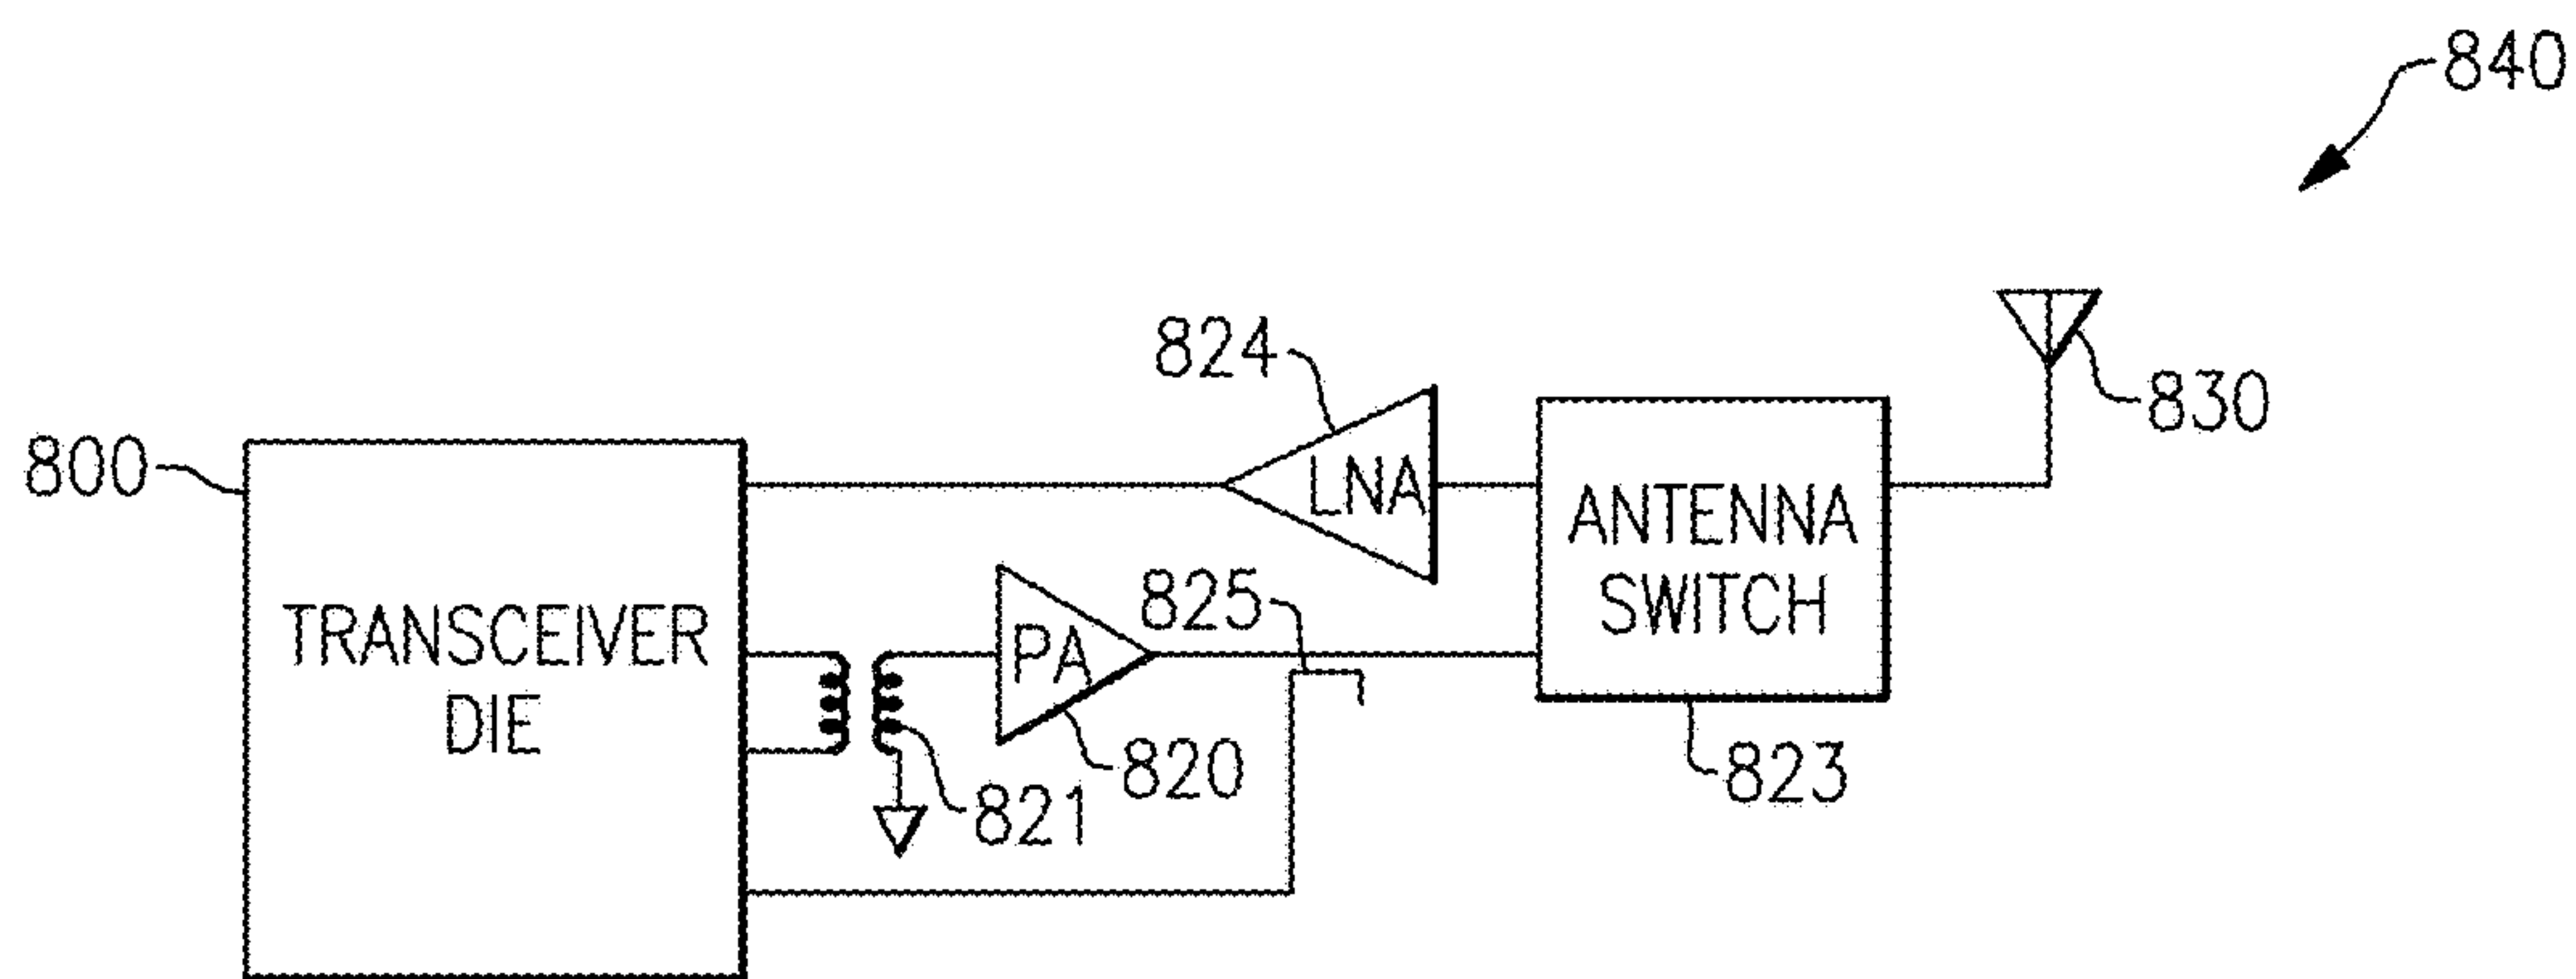 840
824
830
800
LNA
ANTENNA
SWITCH
825
TRANSCEIVER
DIE
PA
820
823
821